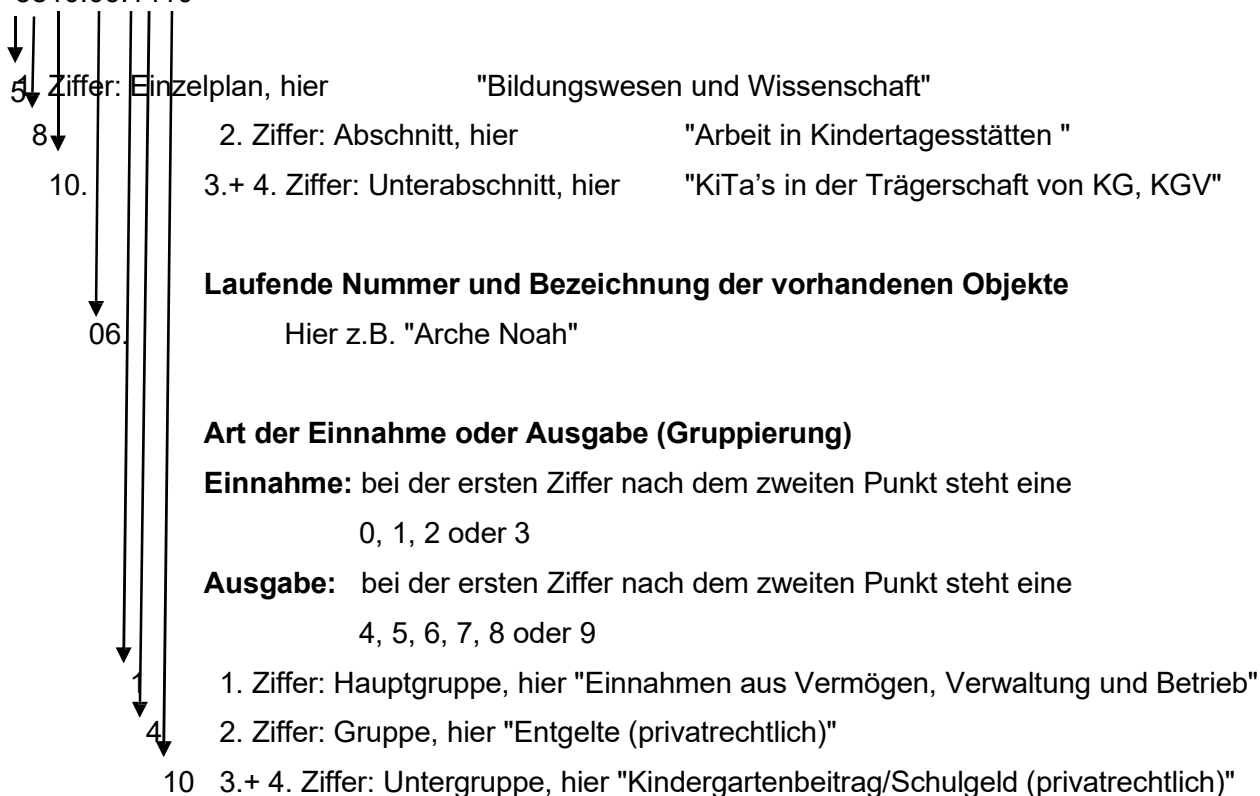 5 1. Ziffer: Einzelplan, hier "Bildungswesen und Wissenschaft"
8 2. Ziffer: Abschnitt, hier "Arbeit in Kindertagesstätten "
10. 3.+ 4. Ziffer: Unterabschnitt, hier "KiTa’s in der Trägerschaft von KG, KGV"
Laufende Nummer und Bezeichnung der vorhandenen Objekte
06. Hier z.B. "Arche Noah"
Art der Einnahme oder Ausgabe (Gruppierung)
Einnahme: bei der ersten Ziffer nach dem zweiten Punkt steht eine
0, 1, 2 oder 3
Ausgabe: bei der ersten Ziffer nach dem zweiten Punkt steht eine
4, 5, 6, 7, 8 oder 9
1 1. Ziffer: Hauptgruppe, hier "Einnahmen aus Vermögen, Verwaltung und Betrieb"
4 2. Ziffer: Gruppe, hier "Entgelte (privatrechtlich)"
10 3.+ 4. Ziffer: Untergruppe, hier "Kindergartenbeitrag/Schulgeld (privatrechtlich)"